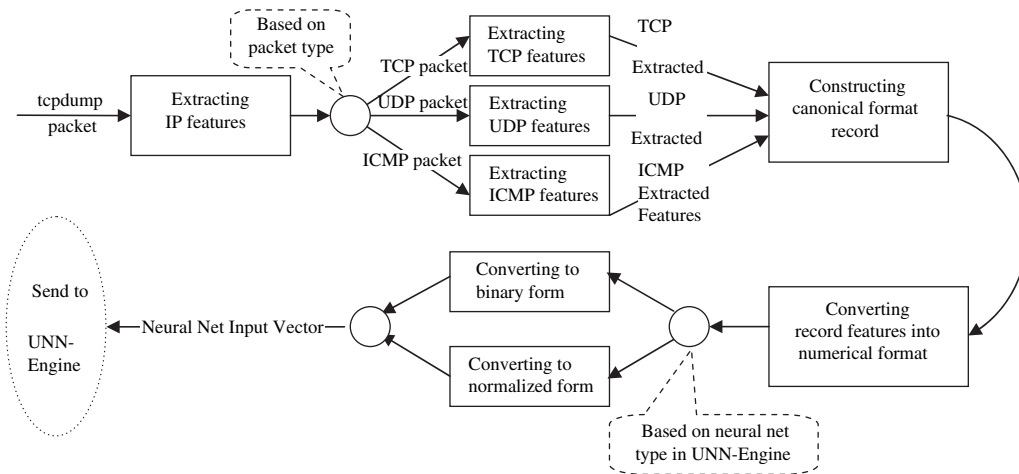 Based on
packet type
tcpdump
packet
Extracting
IP features
TCP packet
UDP packet
ICMP packet
Extracting
TCP features
Extracting
UDP features
Extracting
ICMP features
TCP
Extracted
UDP
Extracted
ICMP
Extracted
Features
Constructing
canonical format
record
Converting
record features into
numerical format
Based on neural net
type in UNN-Engine
Converting to
binary form
Converting to
normalized form
Neural Net Input Vector
Send to
UNN-
Engine